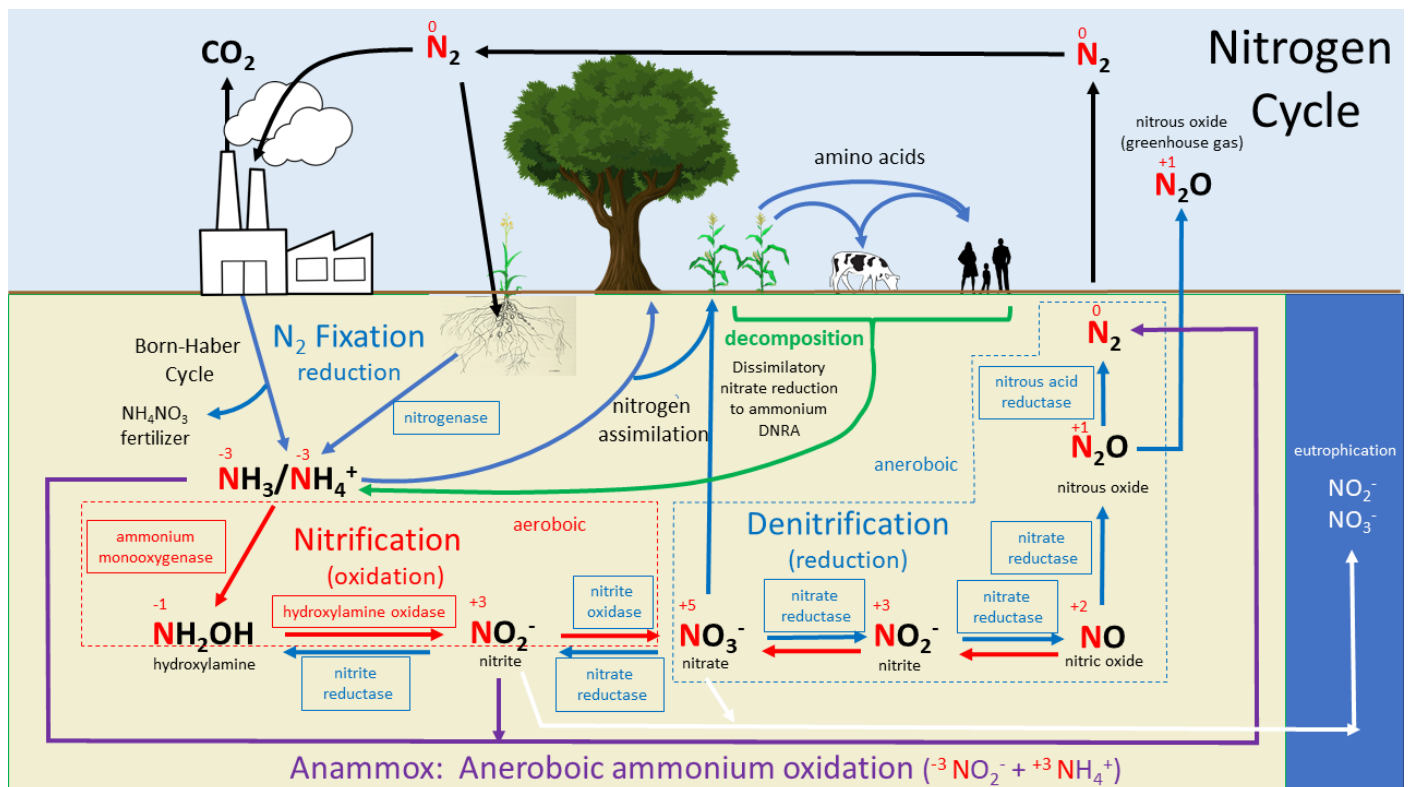 Nitrogen
Cycle
CO₂
0
N₂
0
N₂
nitrous oxide
(greenhouse gas)
+1
N₂O
amino acids
N₂ Fixation
reduction
Born-Haber
Cycle
NH₄NO₃
fertilizer
nitrogenase
nitrogèn
assimilation
decomposition
Dissimilatory
nitrate reduction
to ammonium
DNRA
0
N₂
nitrous acid
reductase
+1
N₂O
nitrous oxide
aneroboic
eutrophication
NO₂⁻
NO₃⁻
-3 -3
NH₃/NH₄⁺
ammonium
monooxygenase
Nitrification
(oxidation)
aeroboic
Denitrification
(reduction)
nitrate
reductase
-1
NH₂OH
hydroxylamine
hydroxylamine oxidase
nitrite
reductase
+3
NO₂⁻
nitrite
nitrite
oxidase
nitrate
reductase
+5
NO₃⁻
nitrate
nitrate
reductase
+3
NO₂⁻
nitrite
nitrate
reductase
+2
NO
nitric oxide
Anammox: Aneroboic ammonium oxidation (⁻³ NO₂⁻ + ⁺³ NH₄⁺)